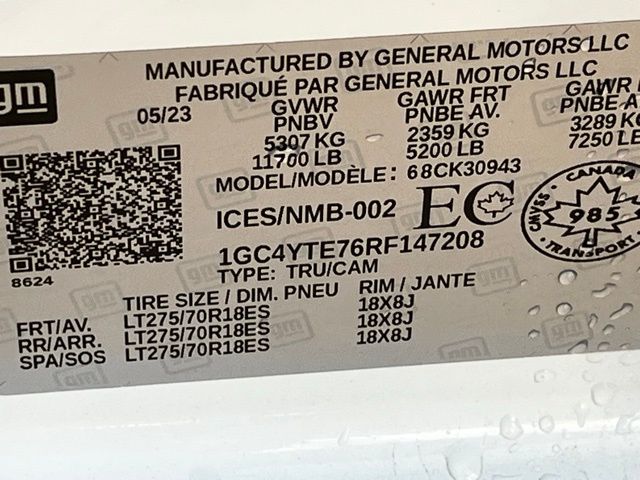 gm
MANUFACTURED BY GENERAL MOTORS LLC
FABRIQUÉ PAR GENERAL MOTORS LLC
05/23
GVWR GAWR FRT GAWR
PNBV PNBE AV. PNBE
5307 KG 2359 KG 3289 KG
11700 LB 5200 LB 7250 LB
MODEL/MODÈLE: 68CK30943
ICES/NMB-002 EC
CANADA
CMVSS 985
TRANSPORT
1GC4YTE76RF147208
8624
TYPE: TRU/CAM
TIRE SIZE / DIM. PNEU RIM / JANTE
FRT/AV. LT275/70R18ES 18X8J
RR/ARR. LT275/70R18ES 18X8J
SPA/SOS LT275/70R18ES 18X8J